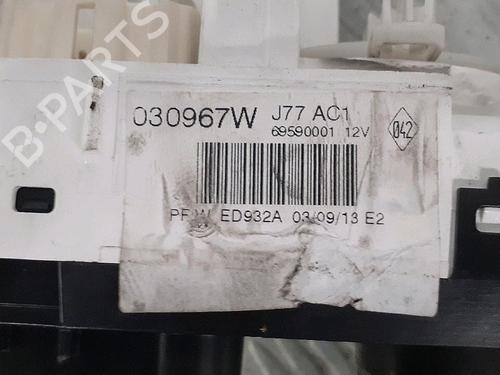 030967W J77 AC1
69590001 12V
042
ED932A 03/09/13 E2
B-PARTS